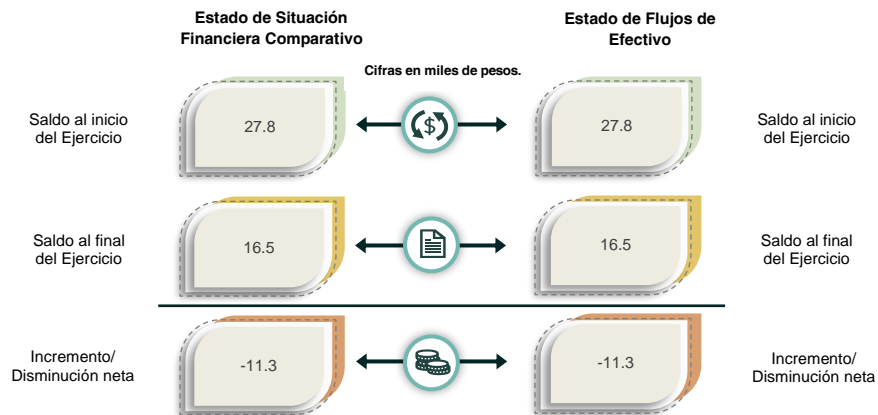 Estado de Situación
Financiera Comparativo
Estado de Flujos de
Efectivo
Cifras en miles de pesos.
Saldo al inicio
del Ejercicio
27.8
$
27.8
Saldo al inicio
del Ejercicio
Saldo al final
del Ejercicio
16.5
16.5
Saldo al final
del Ejercicio
Incremento/
Disminución neta
-11.3
-11.3
Incremento/
Disminución neta